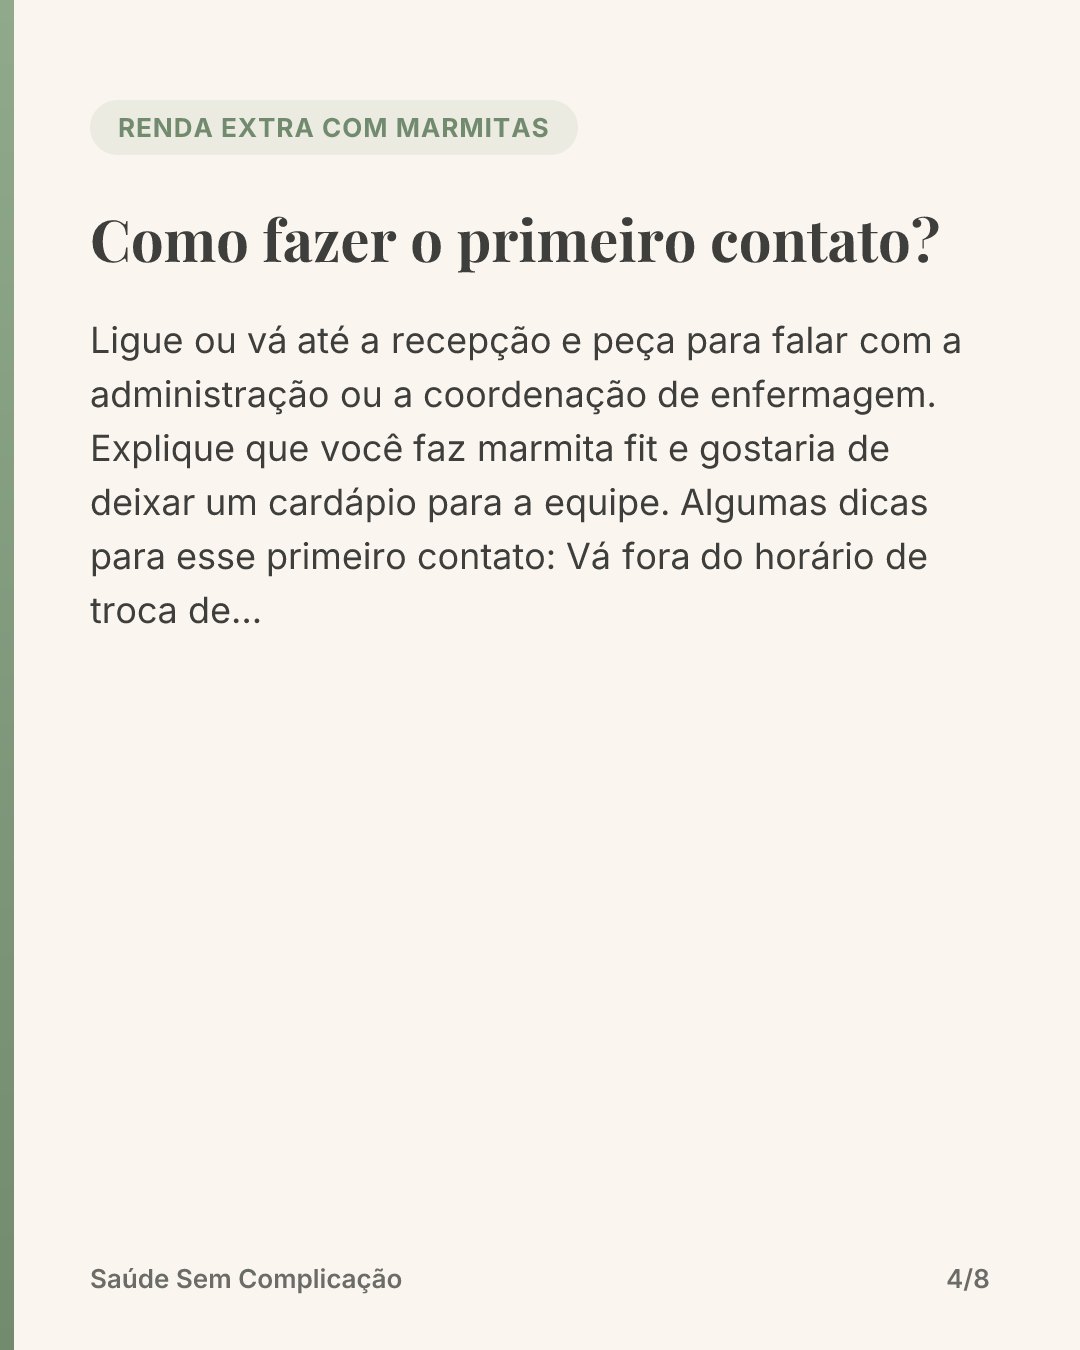 RENDA EXTRA COM MARMITAS
Como fazer o primeiro contato?
Ligue ou vá até a recepção e peça para falar com a
administração ou a coordenação de enfermagem.
Explique que você faz marmita fit e gostaria de
deixar um cardápio para a equipe. Algumas dicas
para esse primeiro contato: Vá fora do horário de
troca de...
Saúde Sem Complicação
4/8